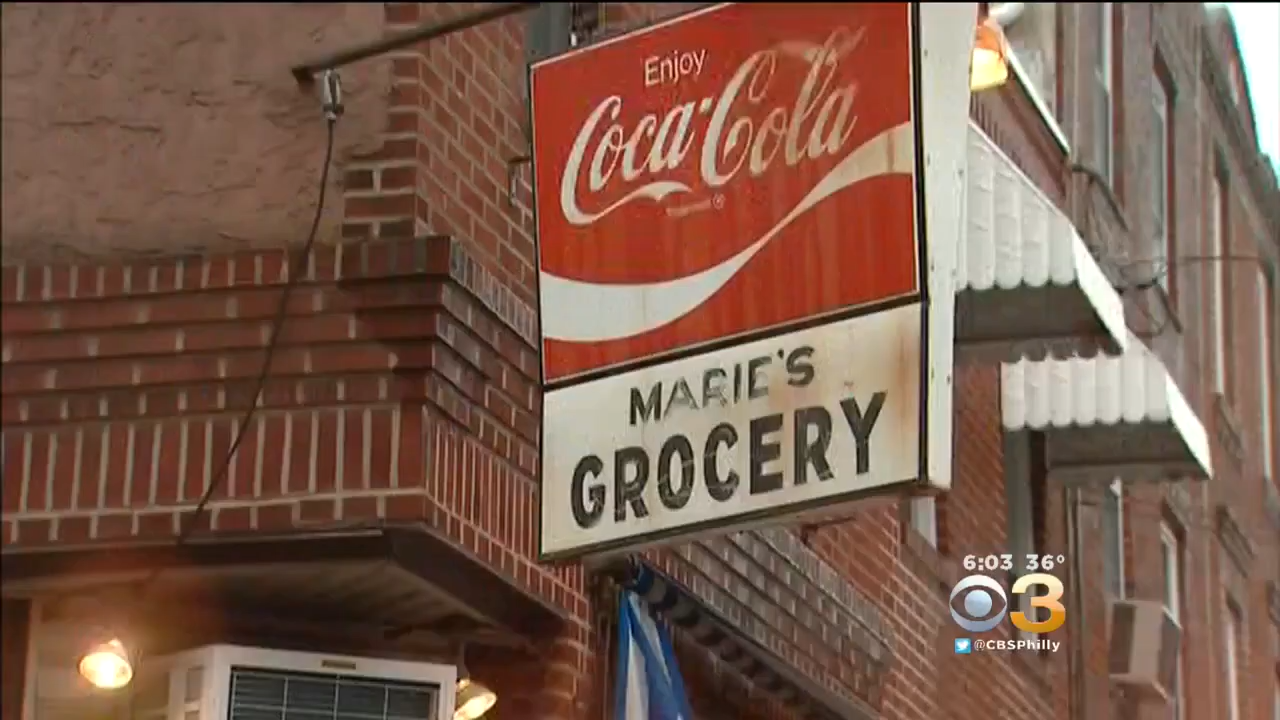 Enjoy
Coca-Cola
®
MARIE'S
GROCERY
6:03 36°
3
@CBSPhilly